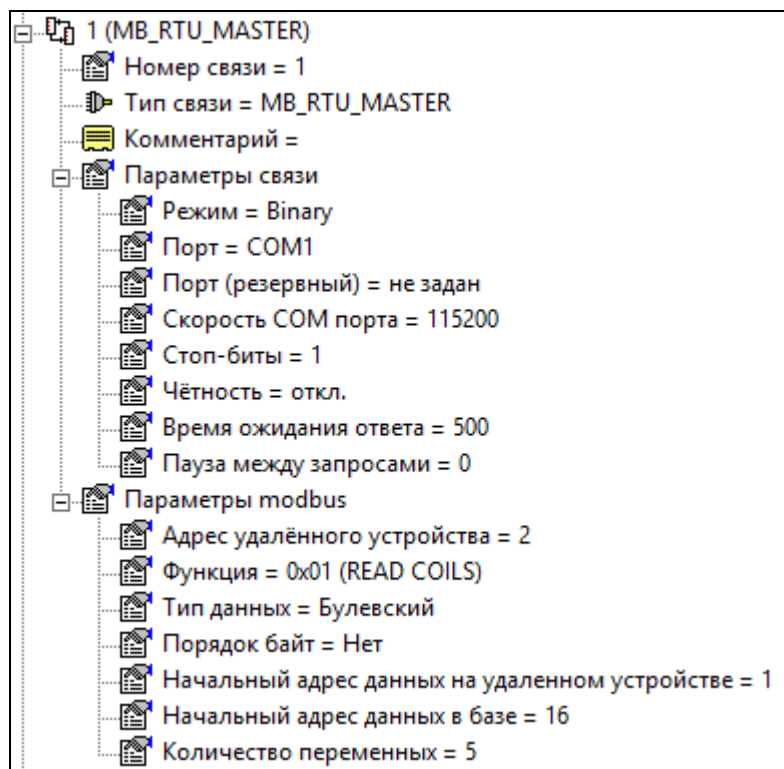 1 (MB_RTU_MASTER)
Номер связи = 1
Тип связи = MB_RTU_MASTER
Комментарий =
Параметры связи
Режим = Binary
Порт = COM1
Порт (резервный) = не задан
Скорость COM порта = 115200
Стоп-биты = 1
Чётность = откл.
Время ожидания ответа = 500
Пауза между запросами = 0
Параметры modbus
Адрес удалённого устройства = 2
Функция = 0x01 (READ COILS)
Тип данных = Булевский
Порядок байт = Нет
Начальный адрес данных на удаленном устройстве = 1
Начальный адрес данных в базе = 16
Количество переменных = 5